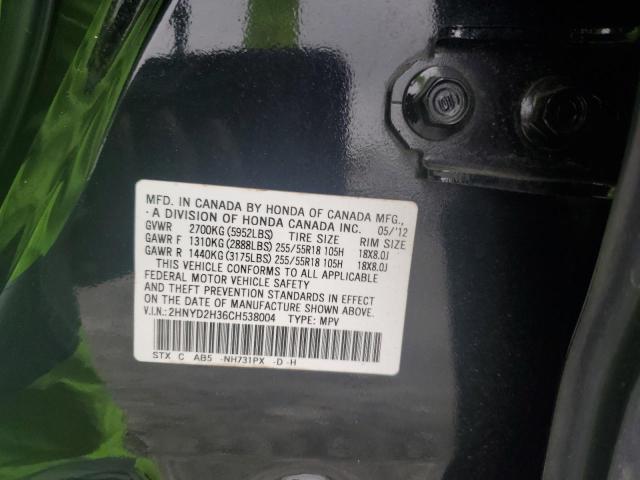 MFD. IN CANADA BY HONDA OF CANADA MFG.,
A DIVISION OF HONDA CANADA INC. 05/'12
GVWR 2700KG (5952LBS) TIRE SIZE RIM SIZE
GAWR F 1310KG (2888LBS) 255/55R18 105H 18X8.0J
GAWR R 1440KG (3175LBS) 255/55R18 105H 18X8.0J
THIS VEHICLE CONFORMS TO ALL APPLICABLE
FEDERAL MOTOR VEHICLE SAFETY
AND THEFT PREVENTION STANDARDS IN EFFECT
ON THE DATE OF MANUFACTURE SHOWN ABOVE.
V.I.N.: 2HNYD2H36CH538004 TYPE: MPV
STX C AB5 -NH731PX -D -H